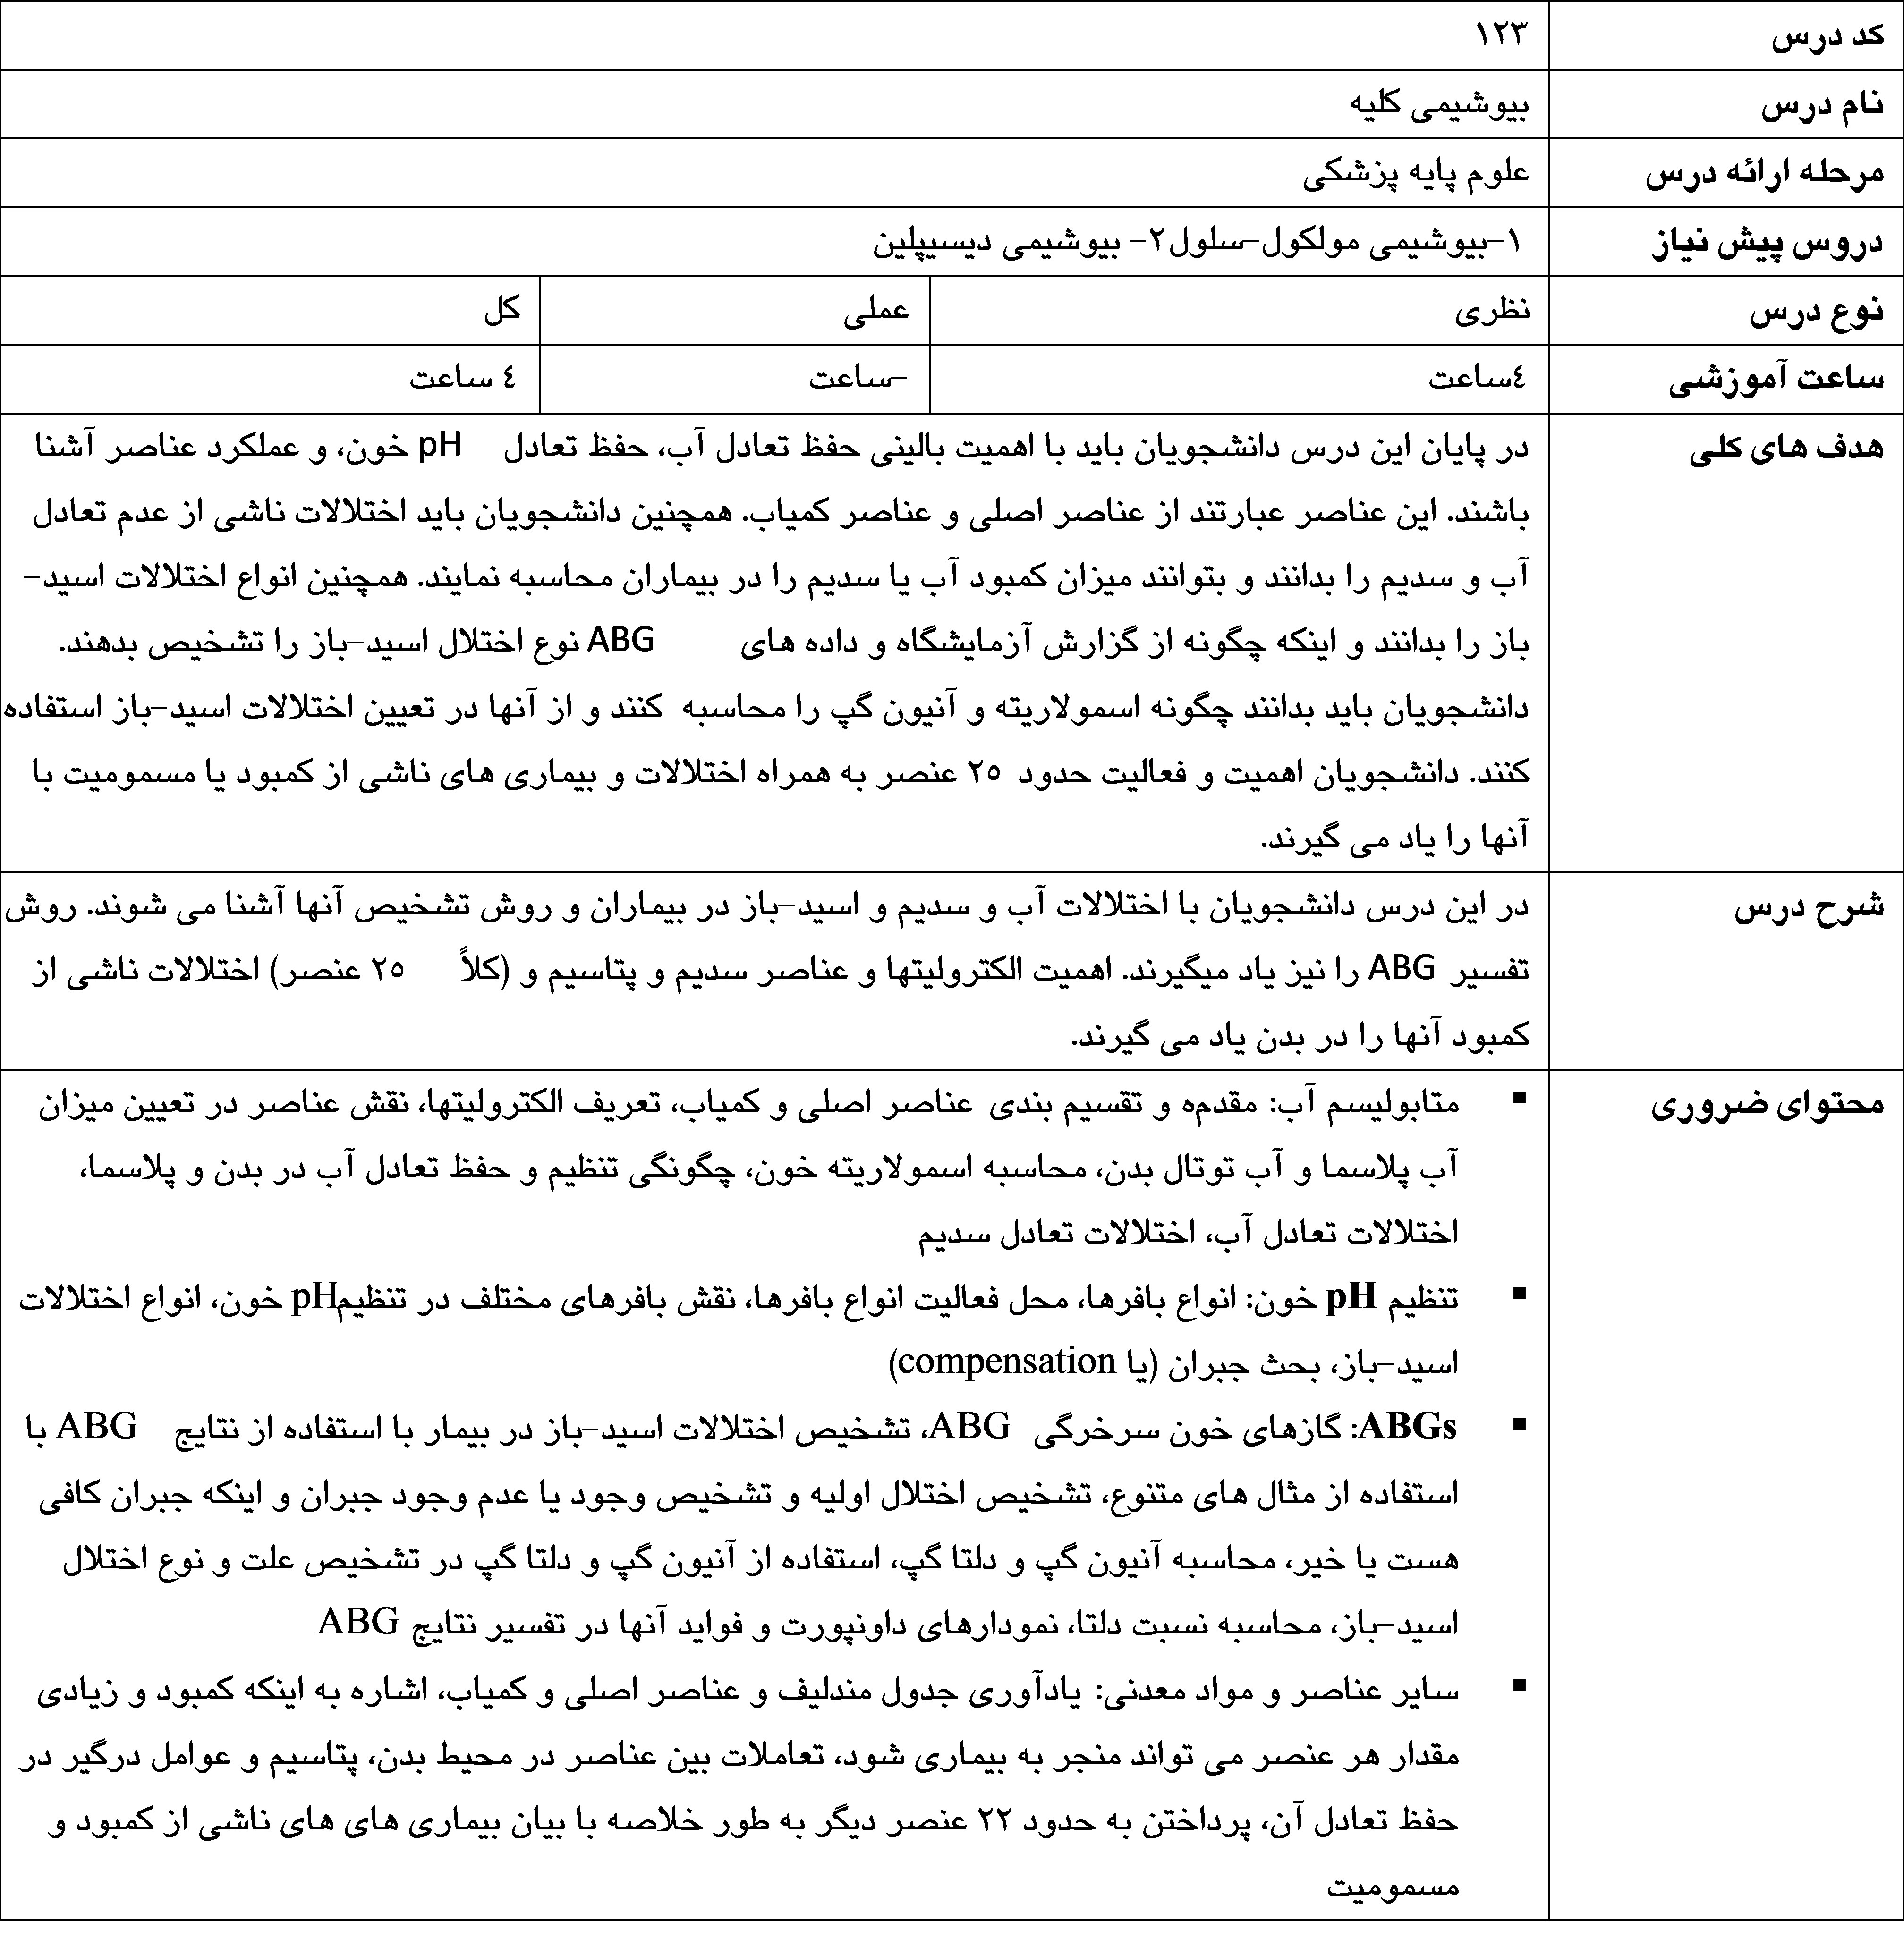 کد درس ۱۲۳
نام درس بیوشیمی کلیه
مرحله ارائه درس علوم پایه پزشکی
دروس پیش نیاز ۱-بیوشیمی مولکول-سلول۲- بیوشیمی دیسیپلین
نوع درس نظری عملی کل
ساعت آموزشی ٤ساعت -ساعت ٤ ساعت
هدف های کلی در پایان این درس دانشجویان باید با اهمیت بالینی حفظ تعادل آب، حفظ تعادل pH خون، و عملکرد عناصر آشنا
باشند. این عناصر عبارتند از عناصر اصلی و عناصر کمیاب. همچنین دانشجویان باید اختلالات ناشی از عدم تعادل
آب و سدیم را بدانند و بتوانند میزان کمبود آب یا سدیم را در بیماران محاسبه نمایند. همچنین انواع اختلالات اسید-
باز را بدانند و اینکه چگونه از گزارش آزمایشگاه و داده های ABG نوع اختلال اسید-باز را تشخیص بدهند.
دانشجویان باید بدانند چگونه اسمولاریته و آنیون گپ را محاسبه کنند و از آنها در تعیین اختلالات اسید-باز استفاده
کنند. دانشجویان اهمیت و فعالیت حدود ۲۵ عنصر به همراه اختلالات و بیماری های ناشی از کمبود یا مسمومیت با
آنها را یاد می گیرند.
شرح درس در این درس دانشجویان با اختلالات آب و سدیم و اسید-باز در بیماران و روش تشخیص آنها آشنا می شوند. روش
تفسیر ABG را نیز یاد میگیرند. اهمیت الکترولیتها و عناصر سدیم و پتاسیم و (کلاً ۲۵ عنصر) اختلالات ناشی از
کمبود آنها را در بدن یاد می گیرند.
محتوای ضروری ▪ متابولیسم آب: مقدمه و تقسیم بندی عناصر اصلی و کمیاب، تعریف الکترولیتها، نقش عناصر در تعیین میزان
آب پلاسما و آب توتال بدن، محاسبه اسمولاریته خون، چگونگی تنظیم و حفظ تعادل آب در بدن و پلاسما،
اختلالات تعادل آب، اختلالات تعادل سدیم
▪ تنظیم pH خون: انواع بافرها، محل فعالیت انواع بافرها، نقش بافرهای مختلف در تنظیمpH خون، انواع اختلالات
اسید-باز، بحث جبران (یا compensation)
▪ ABGs: گازهای خون سرخرگی ABG، تشخیص اختلالات اسید-باز در بیمار با استفاده از نتایج ABG با
استفاده از مثال های متنوع، تشخیص اختلال اولیه و تشخیص وجود یا عدم وجود جبران و اینکه جبران کافی
هست یا خیر، محاسبه آنیون گپ و دلتا گپ، استفاده از آنیون گپ و دلتا گپ در تشخیص علت و نوع اختلال
اسید-باز، محاسبه نسبت دلتا، نمودارهای داونپورت و فواید آنها در تفسیر نتایج ABG
▪ سایر عناصر و مواد معدنی: یادآوری جدول مندلیف و عناصر اصلی و کمیاب، اشاره به اینکه کمبود و زیادی
مقدار هر عنصر می تواند منجر به بیماری شود، تعاملات بین عناصر در محیط بدن، پتاسیم و عوامل درگیر در
حفظ تعادل آن، پرداختن به حدود ۲۲ عنصر دیگر به طور خلاصه با بیان بیماری های های ناشی از کمبود و
مسمومیت